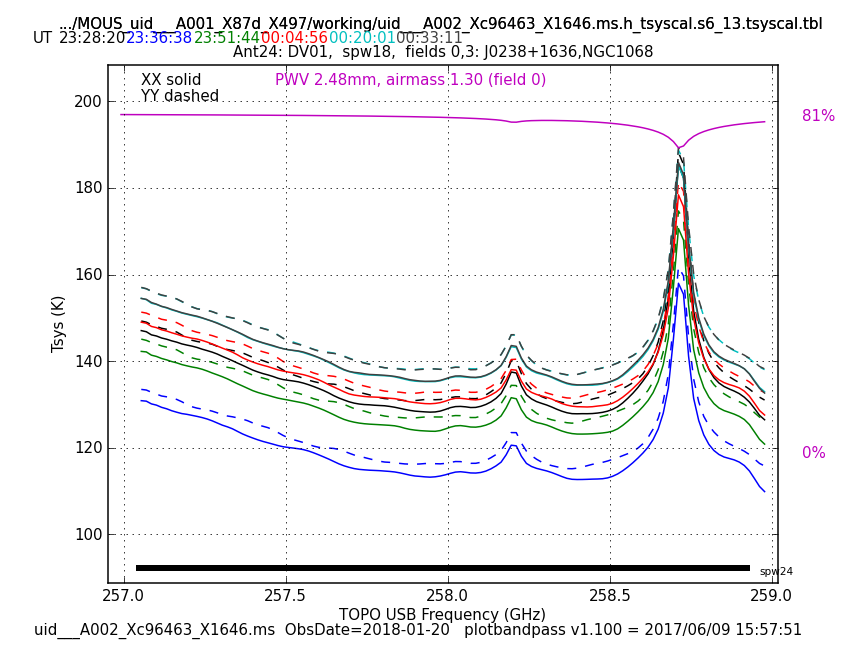 .../MOUS_uid___A001_X87d_X497/working/uid___A002_Xc96463_X1646.ms.h_tsyscal.s6_13.tsyscal.tbl
UT 23:28:20 23:36:38 23:51:44 00:04:56 00:20:01 00:33:11
Ant24: DV01, spw18, fields 0,3: J0238+1636,NGC1068
XX solid PWV 2.48mm, airmass 1.30 (field 0)
YY dashed
200
81%
180
160
Tsys (K)
140
120
0%
100
spw24
257.0 257.5 258.0 258.5 259.0
TOPO USB Frequency (GHz)
uid___A002_Xc96463_X1646.ms ObsDate=2018-01-20 plotbandpass v1.100 = 2017/06/09 15:57:51